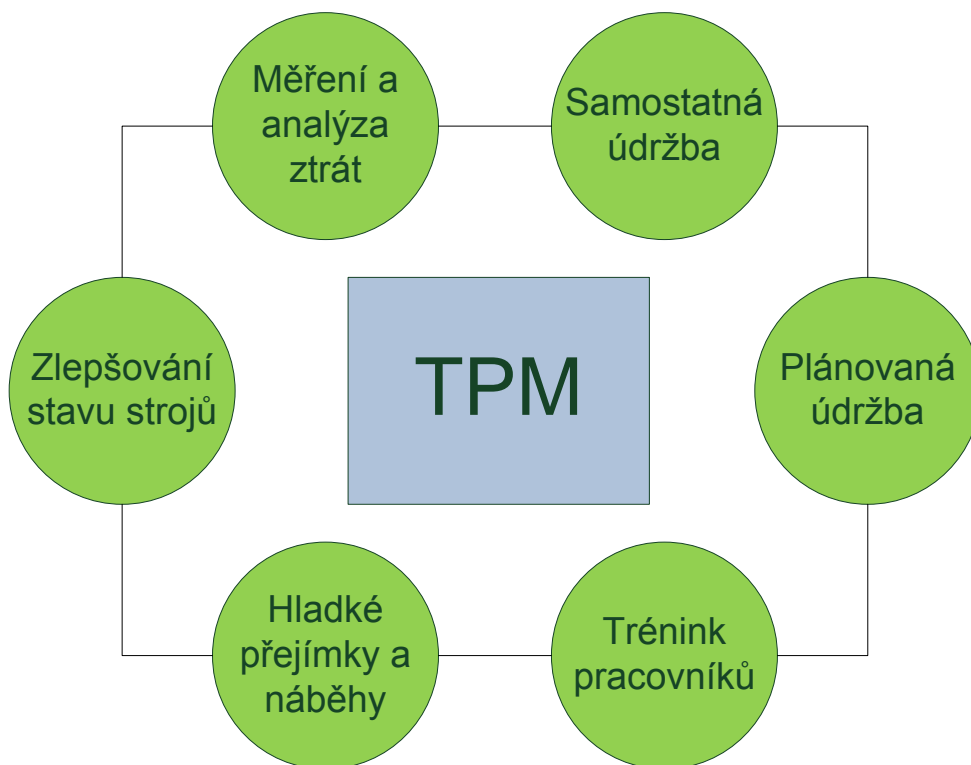 Měření a
analýza
ztrát
Samostatná
údržba
Zlepšování
stavu strojů
TPM
Plánovaná
údržba
Hladké
přejímky a
náběhy
Trénink
pracovníků